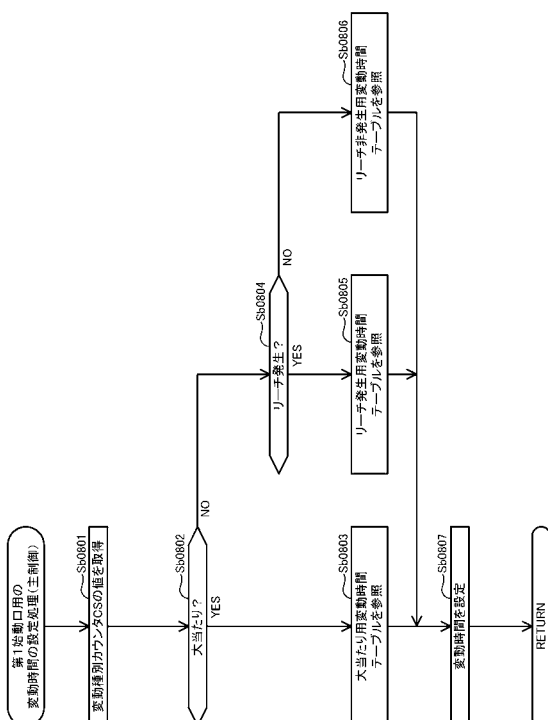 第1始動口用の
変動時間の設定処理(主制御)
Sb0801
変動種別カウンタCSの値を取得
Sb0802
大当たり?
NO
YES
Sb0804
リーチ発生?
NO
YES
Sb0803
大当たり用変動時間
テーブルを参照
Sb0805
リーチ発生用変動時間
テーブルを参照
Sb0806
リーチ非発生用変動時間
テーブルを参照
Sb0807
変動時間を設定
RETURN